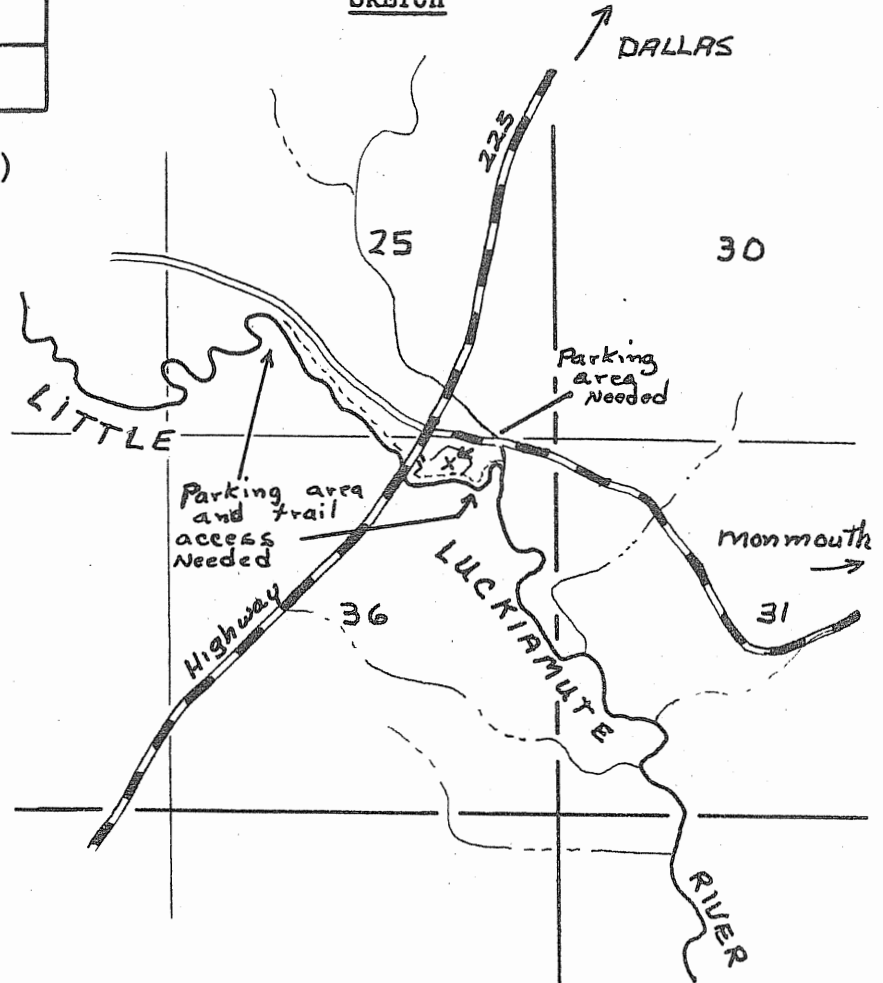 SKETCH
DALLAS
)
223
25
30
Parking
area
Needed
LITTLE
Parking area
and trail
access
Needed
X
Monmouth
LUCKIAMUTE
31
36
Highway
RIVER